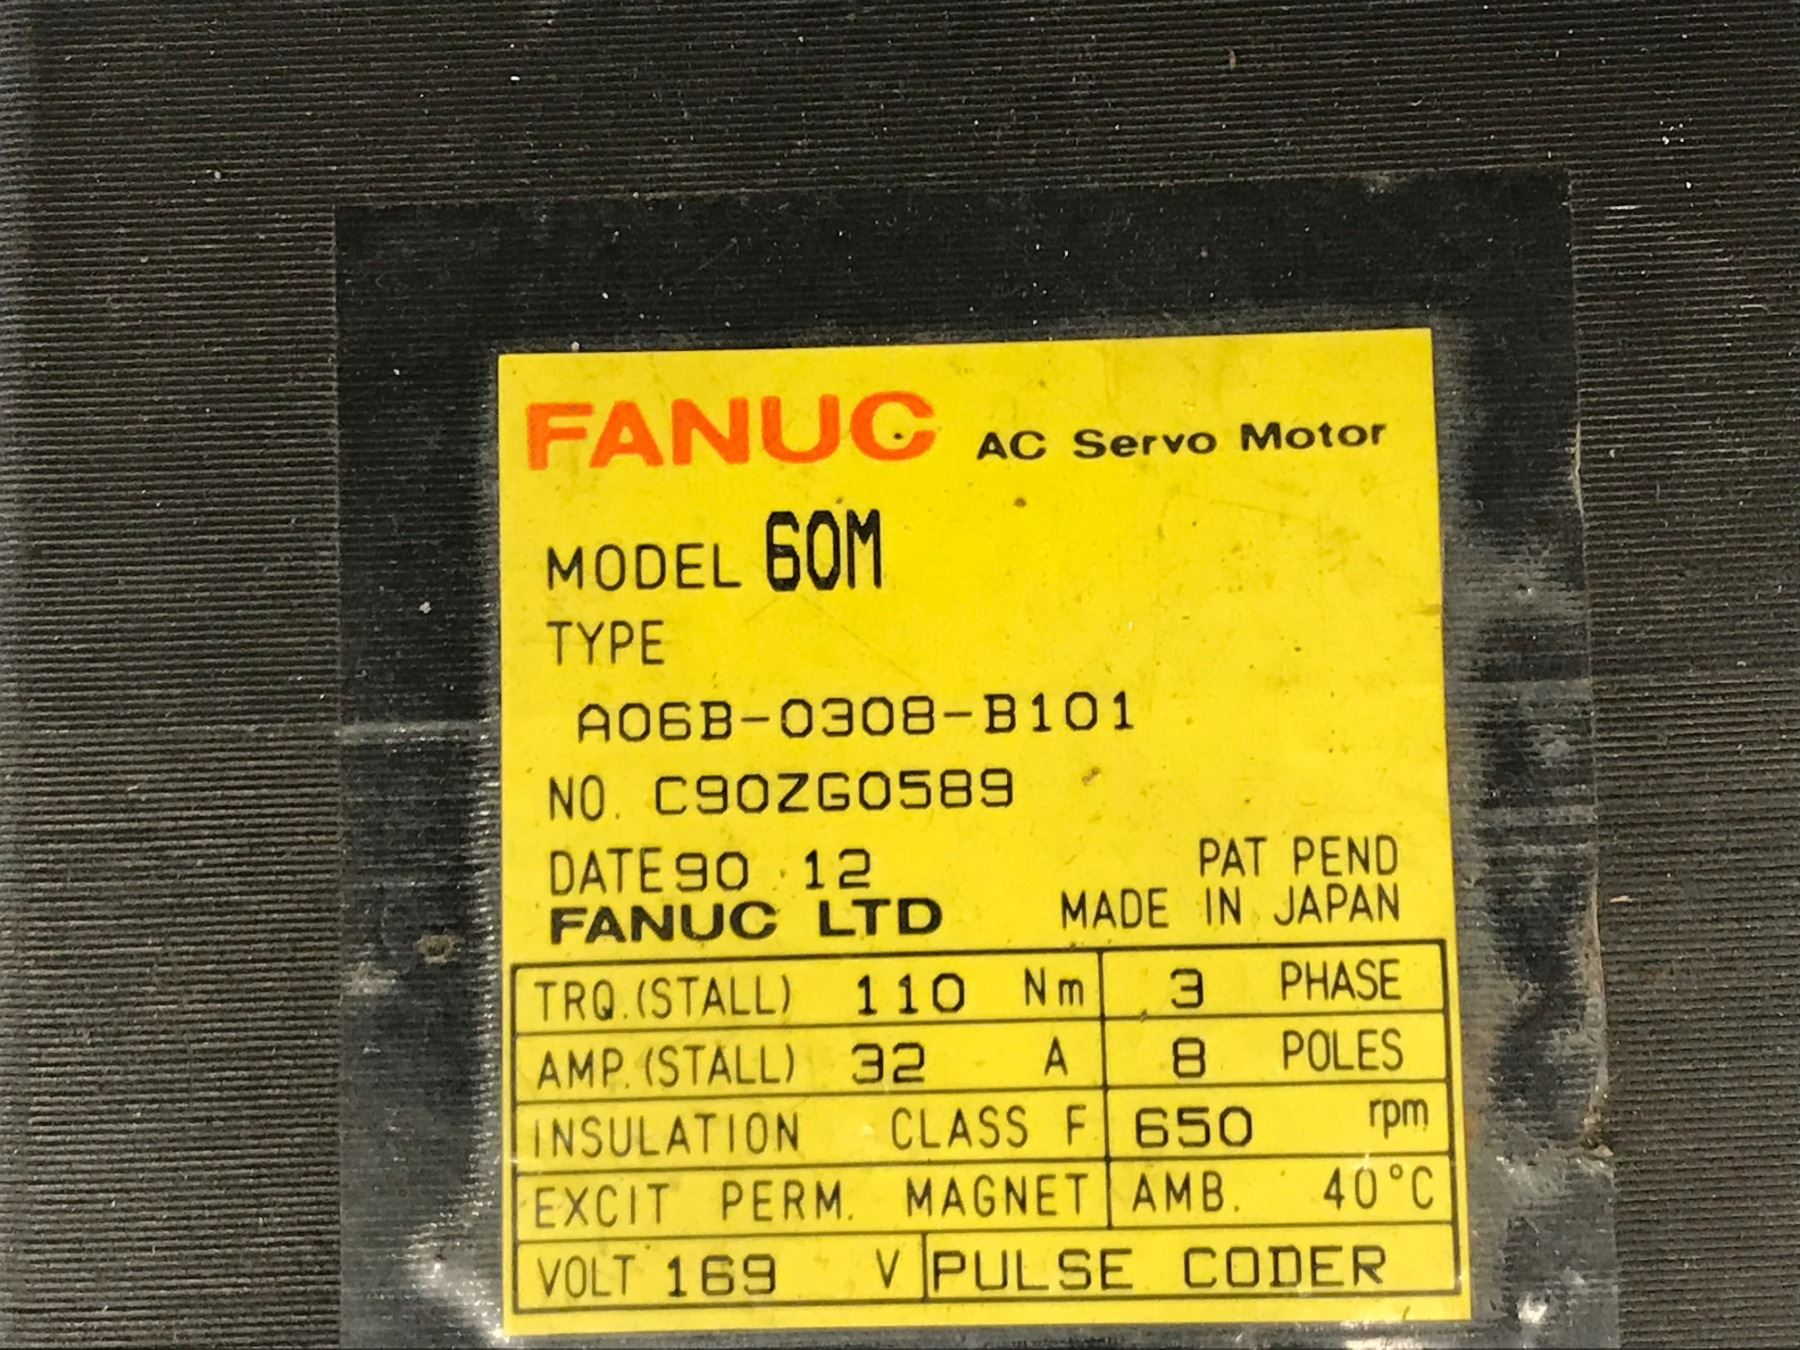 FANUC AC Servo Motor
MODEL 60M
TYPE
A06B-0308-B101
NO. C90ZG0589
DATE 90.12
PAT PEND
FANUC LTD
MADE IN JAPAN
TRQ.(STALL) 110 Nm 3 PHASE
AMP.(STALL) 32 A 8 POLES
INSULATION CLASS F 650 rpm
EXCIT PERM. MAGNET AMB. 40°C
VOLT 169 V PULSE CODER